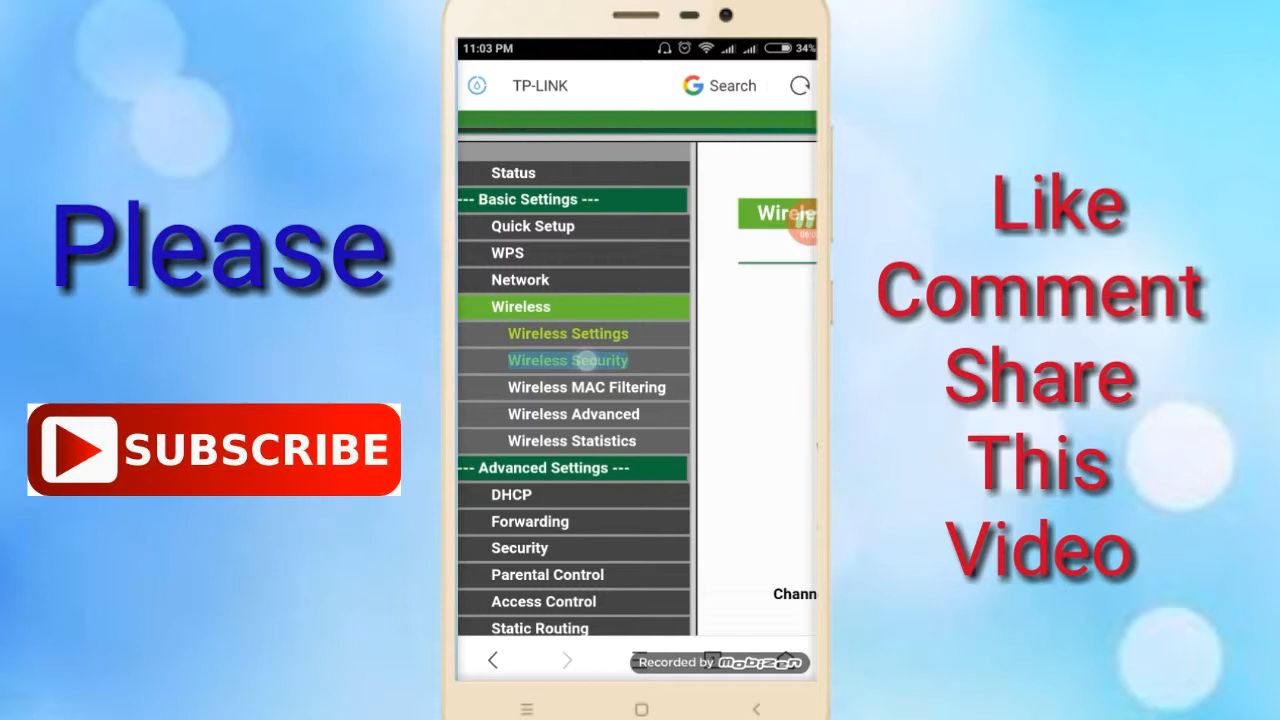 Please
SUBSCRIBE
11:03 PM
34%
TP-LINK
Search
Status
--- Basic Settings ---
Quick Setup
WPS
Network
Wireless
Wireless Settings
Wireless Security
Wireless MAC Filtering
Wireless Advanced
Wireless Statistics
--- Advanced Settings ---
DHCP
Forwarding
Security
Parental Control
Access Control
Static Routing
Wirele
Chann
Recorded by mobizen
Like
Comment
Share
This
Video